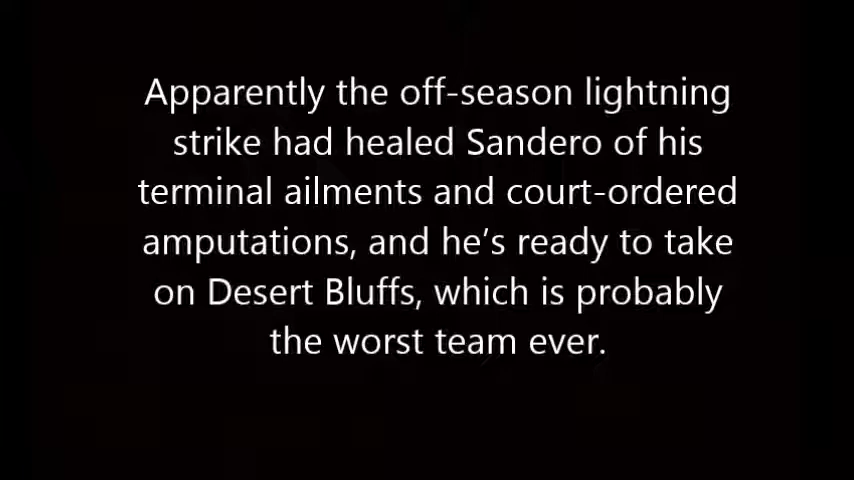 Apparently the off-season lightning
strike had healed Sandero of his
terminal ailments and court-ordered
amputations, and he’s ready to take
on Desert Bluffs, which is probably
the worst team ever.